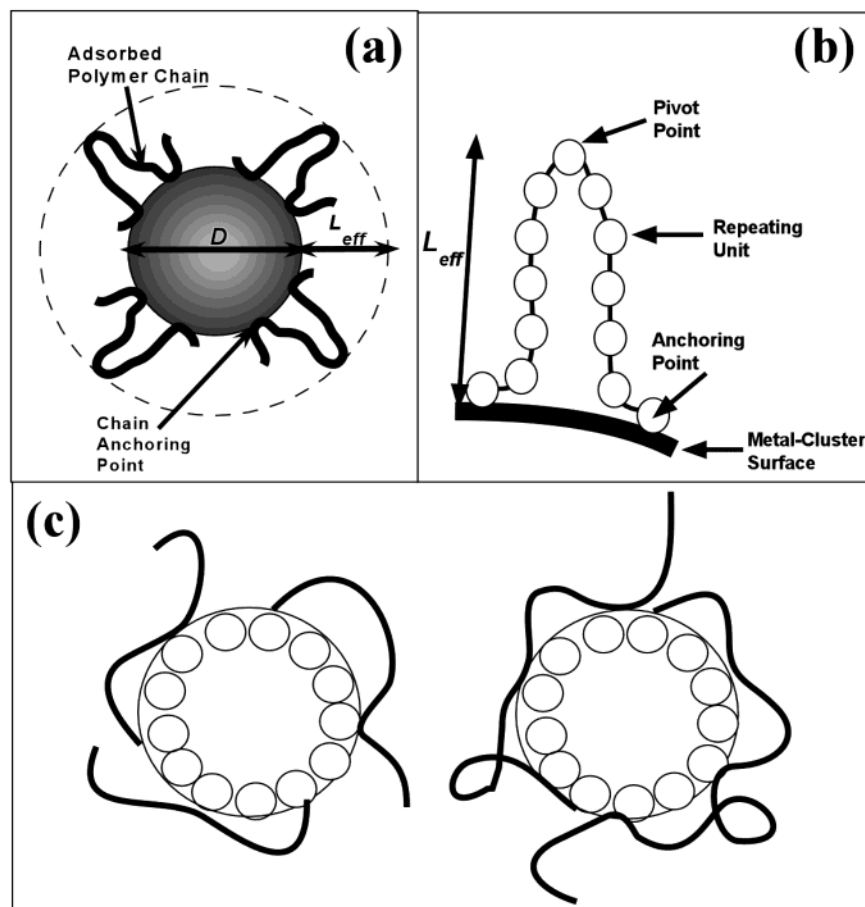 (a)
Adsorbed
Polymer Chain
D
L eff
Chain
Anchoring
Point
(b)
Pivot
Point
L eff
Repeating
Unit
Anchoring
Point
Metal-Cluster
Surface
(c)